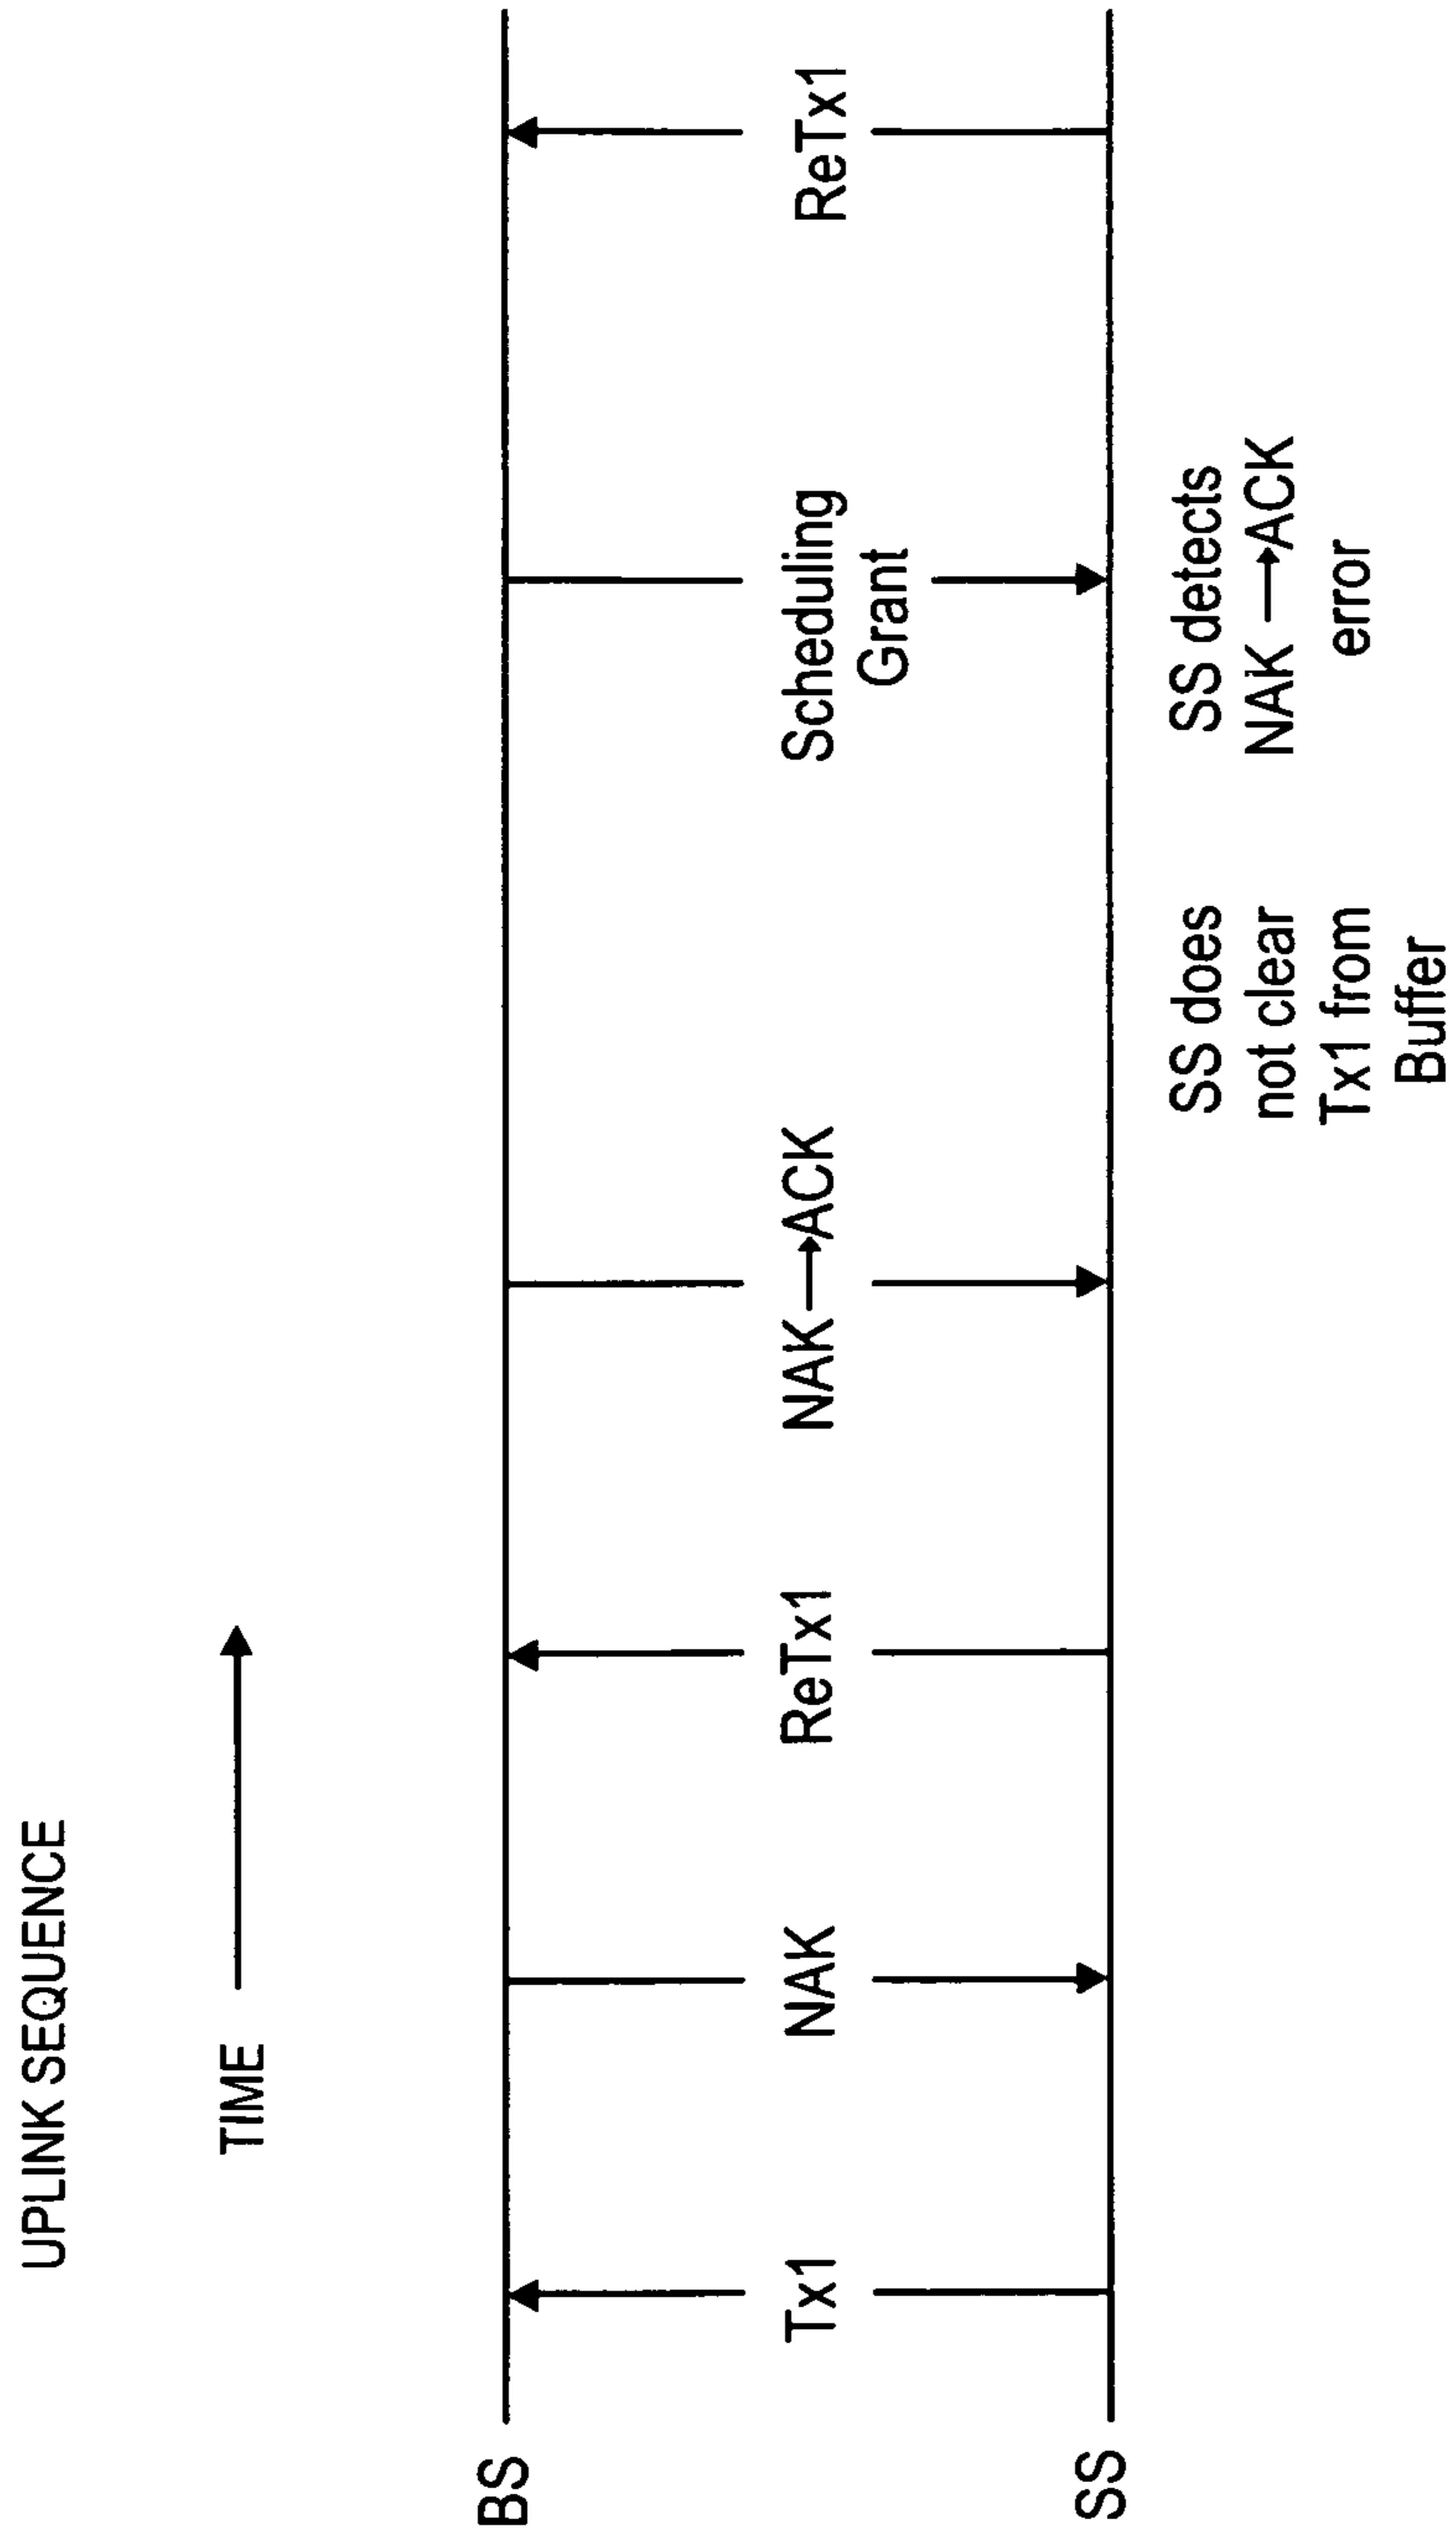 UPLINK SEQUENCE
TIME
BS
Tx1
NAK
ReTx1
NAK→ACK
Scheduling
Grant
ReTx1
SS
SS does
not clear
Tx1 from
Buffer
SS detects
NAK→ACK
error